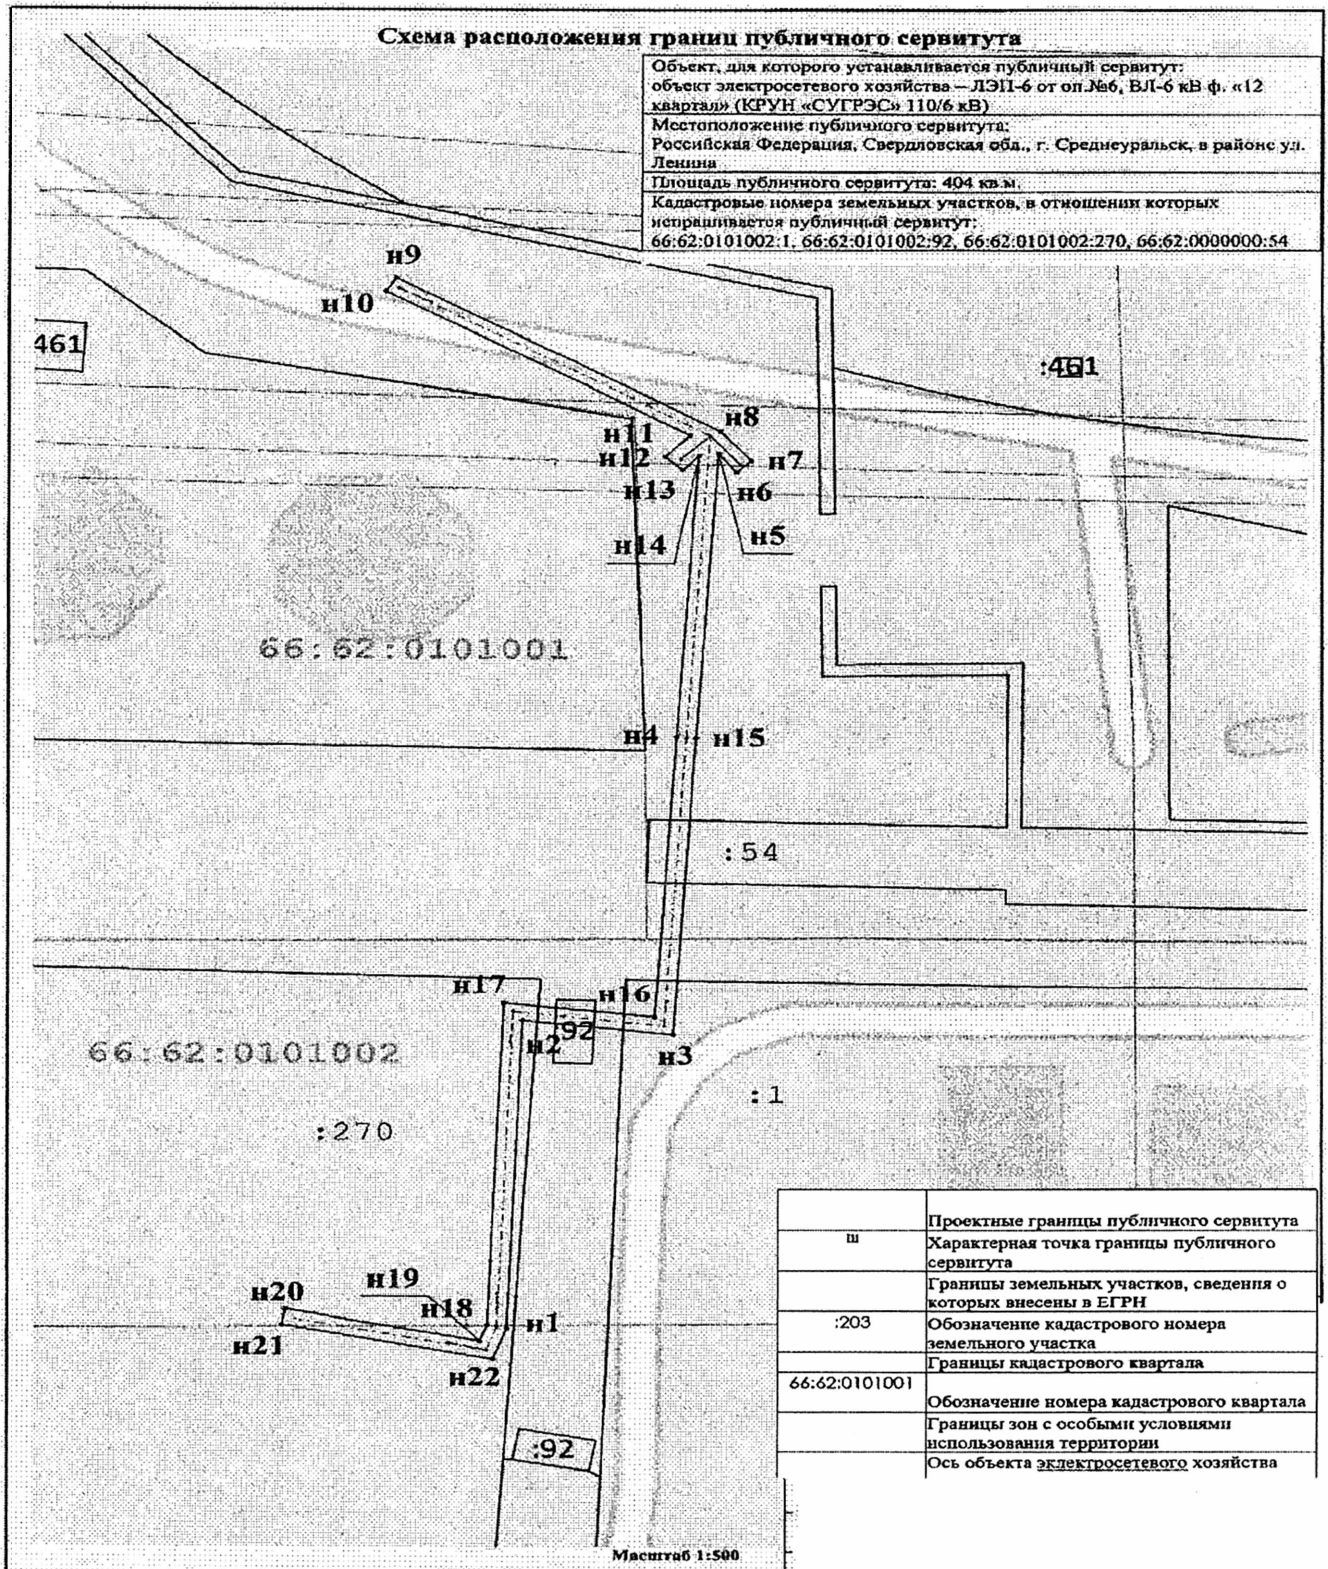 Схема расположения границ публичного сервитута
Объект, для которого устанавливается публичный сервитут:
объект электросетевого хозяйства – ЛЭП-6 от оп.№6, ВЛ-6 кВ ф. «12
квартал» (КРУН «СУГРЭС» 110/6 кВ)
Местоположение публичного сервитута:
Российская Федерация, Свердловская обл., г. Среднеуральск, в районе ул.
Ленина
Площадь публичного сервитута: 404 кв.м.
Кадастровые номера земельных участков, в отношении которых
испрашивается публичный сервитут:
66:62:0101002:1, 66:62:0101002:92, 66:62:0101002:270, 66:62:0000000:54
н9
н10
461
:461
н8
н11
н12
н7
н13
н6
н14
н5
66:62:0101001
н4
н15
:54
н17
н16
92
н2
н3
66:62:0101002
:1
:270
н19
н20
н18
н1
н21
н22
:92
Проектные границы публичного сервитута
ш
Характерная точка границы публичного
сервитута
Границы земельных участков, сведения о
которых внесены в ЕГРН
:203
Обозначение кадастрового номера
земельного участка
Границы кадастрового квартала
66:62:0101001
Обозначение номера кадастрового квартала
Границы зон с особыми условиями
использования территории
Ось объекта эклектросетевого хозяйства
Масштаб 1:500